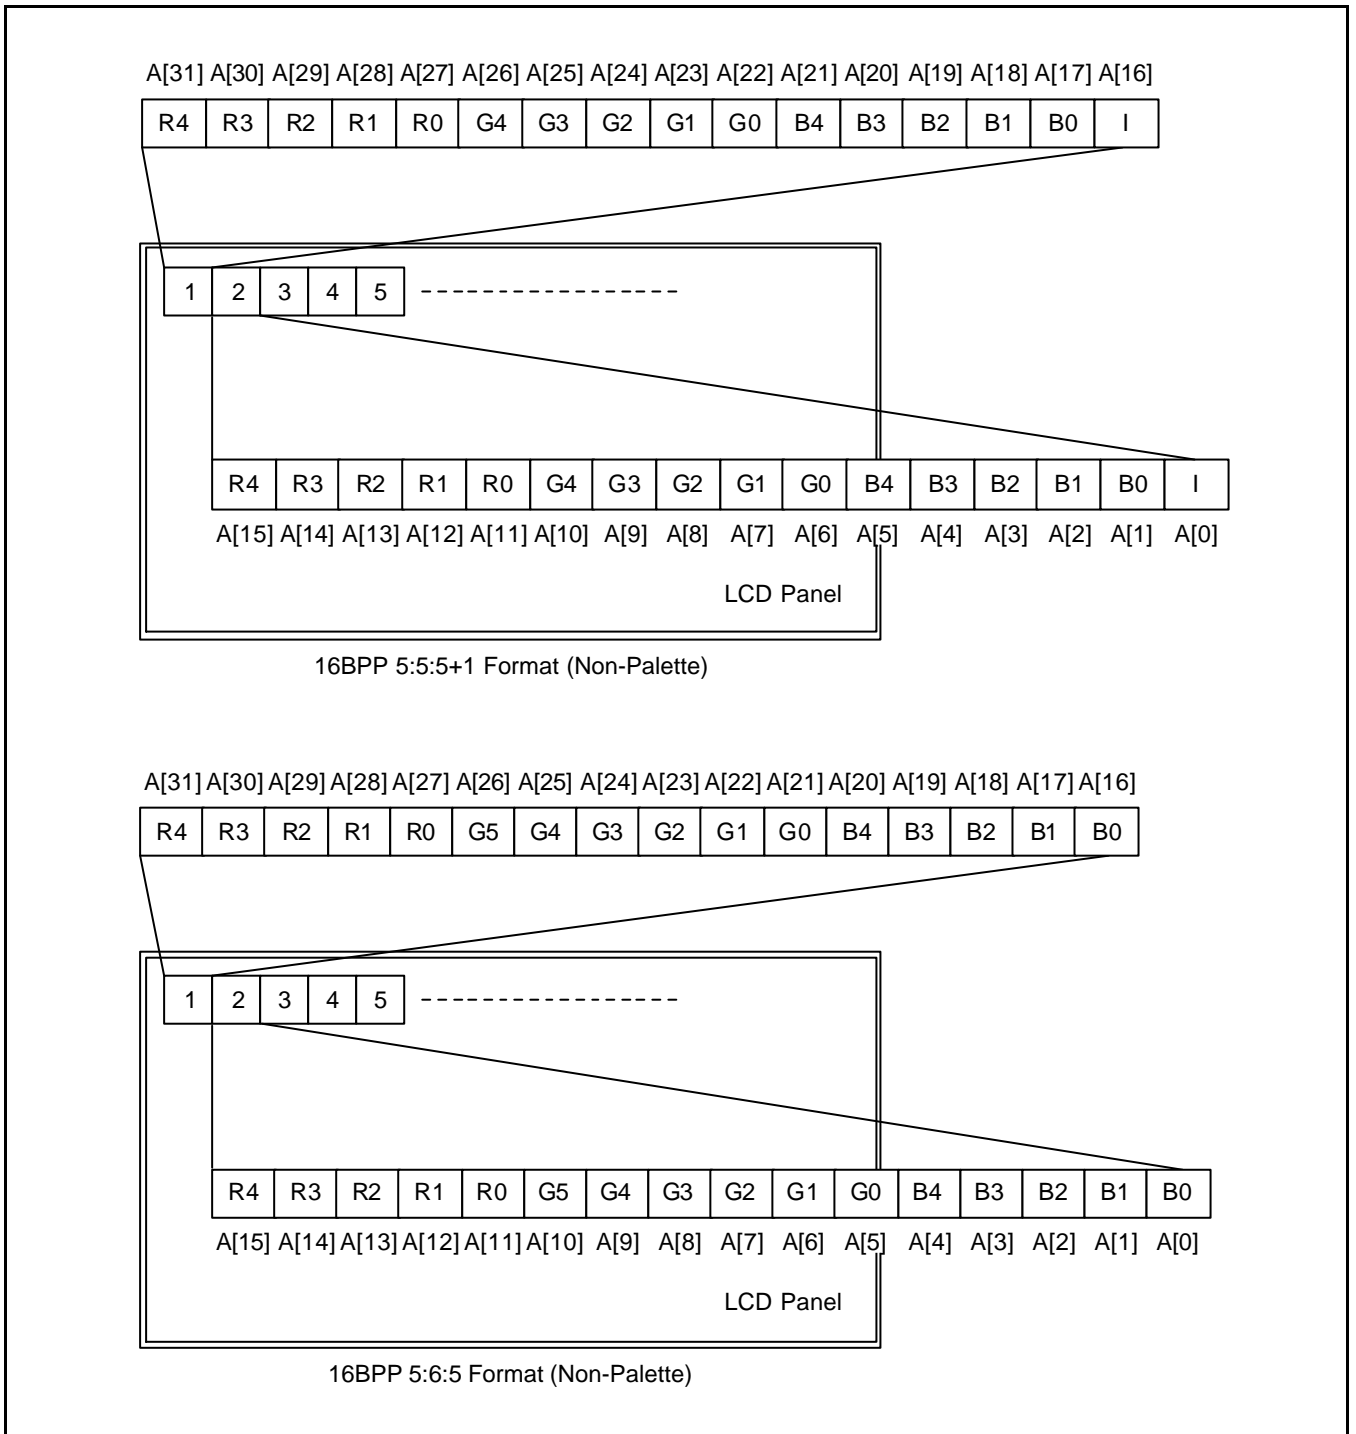 A[31] A[30] A[29] A[28] A[27] A[26] A[25] A[24] A[23] A[22] A[21] A[20] A[19] A[18] A[17] A[16]
R4 R3 R2 R1 R0 G4 G3 G2 G1 G0 B4 B3 B2 B1 B0 I
1 2 3 4 5
R4 R3 R2 R1 R0 G4 G3 G2 G1 G0 B4 B3 B2 B1 B0 I
A[15] A[14] A[13] A[12] A[11] A[10] A[9] A[8] A[7] A[6] A[5] A[4] A[3] A[2] A[1] A[0]
LCD Panel
16BPP 5:5:5+1 Format (Non-Palette)
A[31] A[30] A[29] A[28] A[27] A[26] A[25] A[24] A[23] A[22] A[21] A[20] A[19] A[18] A[17] A[16]
R4 R3 R2 R1 R0 G5 G4 G3 G2 G1 G0 B4 B3 B2 B1 B0
1 2 3 4 5
R4 R3 R2 R1 R0 G5 G4 G3 G2 G1 G0 B4 B3 B2 B1 B0
A[15] A[14] A[13] A[12] A[11] A[10] A[9] A[8] A[7] A[6] A[5] A[4] A[3] A[2] A[1] A[0]
LCD Panel
16BPP 5:6:5 Format (Non-Palette)